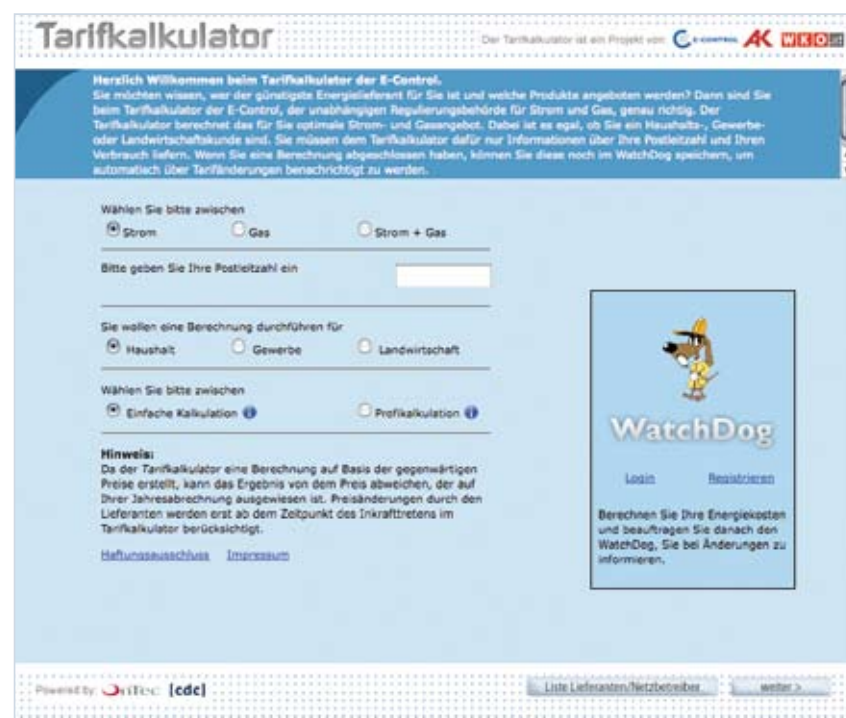 Tarifkalkulator
Der Tarifkalkulator ist ein Projekt von: E-CONTROL AK WKO
Herzlich Willkommen beim Tarifkalkulator der E-Control.
Sie möchten wissen, wer der günstigste Energielieferant für Sie ist und welche Produkte angeboten werden? Dann sind Sie
beim Tarifkalkulator der E-Control, der unabhängigen Regulierungsbehörde für Strom und Gas, genau richtig. Der
Tarifkalkulator berechnet das für Sie optimale Strom- und Gasangebot. Dabei ist es egal, ob Sie ein Haushalts-, Gewerbe-
oder Landwirtschaftskunde sind. Sie müssen dem Tarifkalkulator dafür nur Informationen über Ihre Postleitzahl und Ihren
Verbrauch liefern. Wenn Sie eine Berechnung abgeschlossen haben, können Sie diese noch im WatchDog speichern, um
automatisch über Tarifänderungen benachrichtigt zu werden.
Wählen Sie bitte zwischen
Strom Gas Strom + Gas
Bitte geben Sie Ihre Postleitzahl ein
Sie wollen eine Berechnung durchführen für
Haushalt Gewerbe Landwirtschaft
Wählen Sie bitte zwischen
Einfache Kalkulation Profikalkulation
Hinweis:
Da der Tarifkalkulator eine Berechnung auf Basis der gegenwärtigen
Preise erstellt, kann das Ergebnis von dem Preis abweichen, der auf
Ihrer Jahresabrechnung ausgewiesen ist. Preisänderungen durch den
Lieferanten werden erst ab dem Zeitpunkt des Inkrafttretens im
Tarifkalkulator berücksichtigt.
Haftungsausschluss Impressum
WatchDog
Login Registrieren
Berechnen Sie Ihre Energiekosten
und beauftragen Sie danach den
WatchDog, Sie bei Änderungen zu
informieren.
Powered by [cdc]
Liste Lieferanten/Netzbetreiber weiter >